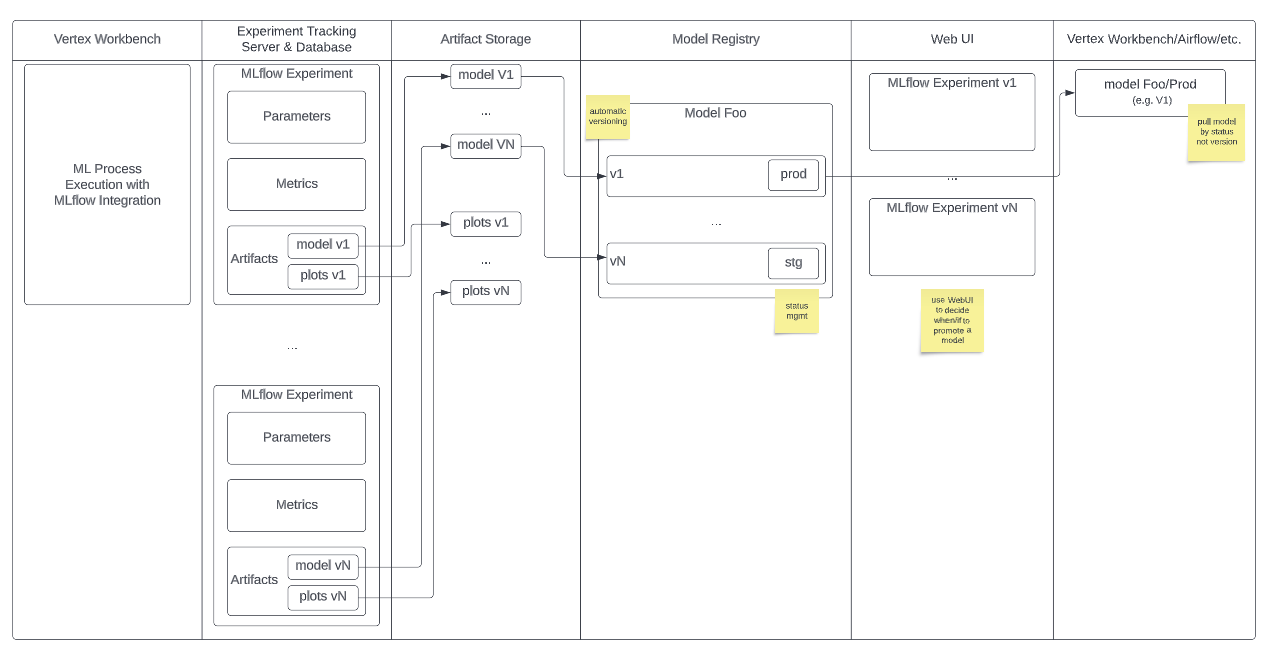 Vertex Workbench
Experiment Tracking
Server & Database
Artifact Storage
Model Registry
Web UI
Vertex Workbench/Airflow/etc.
ML Process
Execution with
MLflow Integration
MLflow Experiment
Parameters
Metrics
Artifacts
model v1
plots v1
...
MLflow Experiment
Parameters
Metrics
Artifacts
model vN
plots vN
model V1
...
model VN
plots v1
...
plots vN
automatic
versioning
Model Foo
v1
prod
...
vN
stg
status
mgmt
MLflow Experiment v1
...
MLflow Experiment vN
use WebUI
to decide
when/if to
promote a
model
model Foo/Prod
(e.g. V1)
pull model
by status
not version